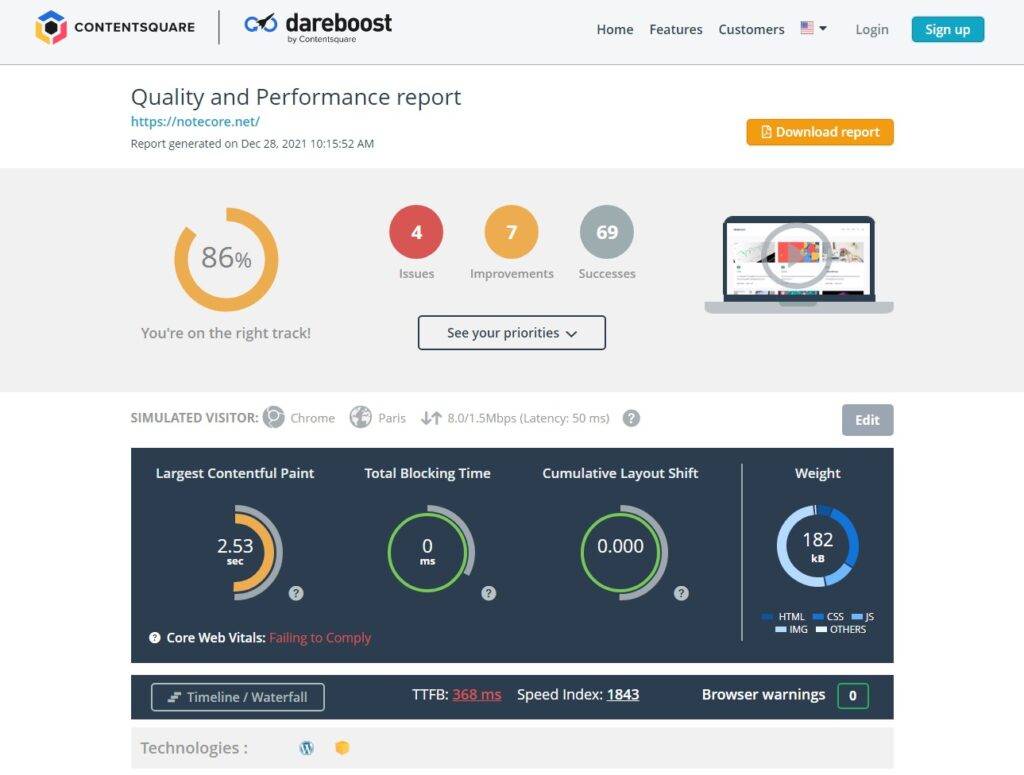 CONTENTSQUARE
dareboost
by Contentsquare
Home Features Customers Login Sign up
Quality and Performance report
https://notecore.net/
Report generated on Dec 28, 2021 10:15:52 AM
Download report
86%
You're on the right track!
4 7 69
Issues Improvements Successes
See your priorities
SIMULATED VISITOR: Chrome Paris 8.0/1.5Mbps (Latency: 50 ms) ?
Edit
Largest Contentful Paint Total Blocking Time Cumulative Layout Shift Weight
2.53
sec
?
0
ms
?
0.000
?
182
kB
HTML CSS JS
IMG OTHERS
? Core Web Vitals: Failing to Comply
Timeline / Waterfall TTFB: 368 ms Speed Index: 1843 Browser warnings 0
Technologies :